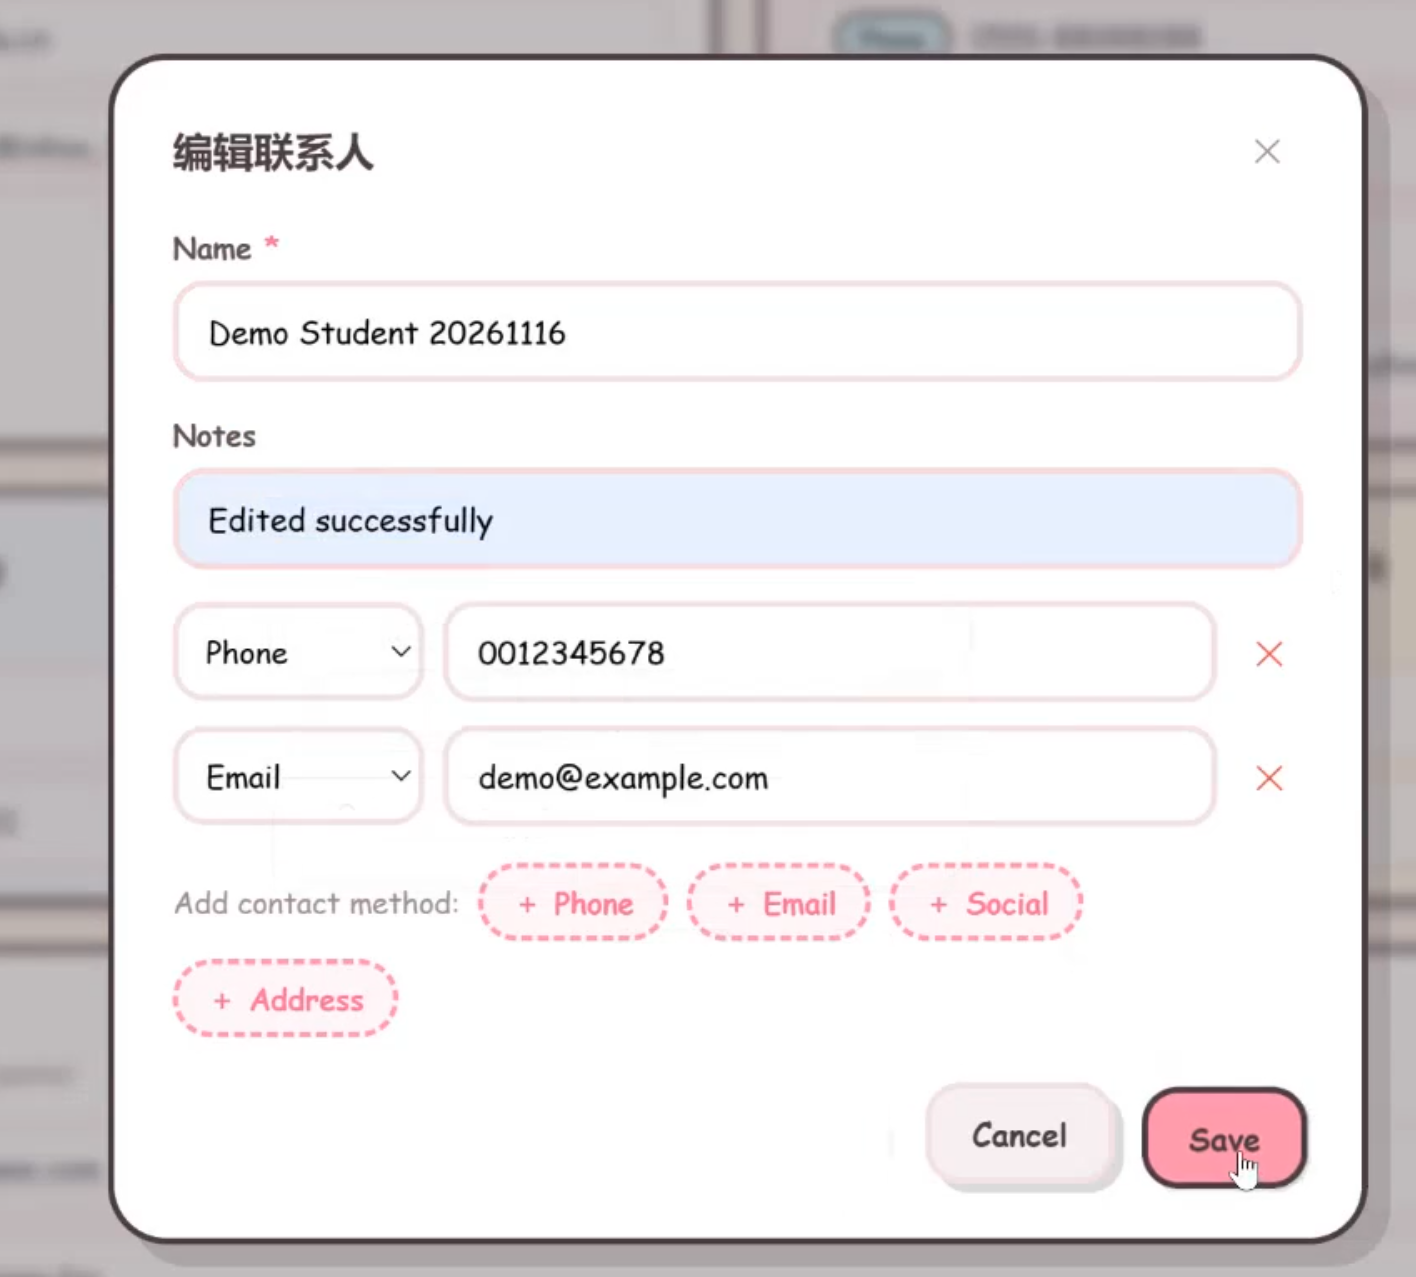 编辑联系人
Name *
Demo Student 20261116
Notes
Edited successfully
Phone 0012345678
Email demo@example.com
Add contact method: + Phone + Email + Social
+ Address
Cancel Save